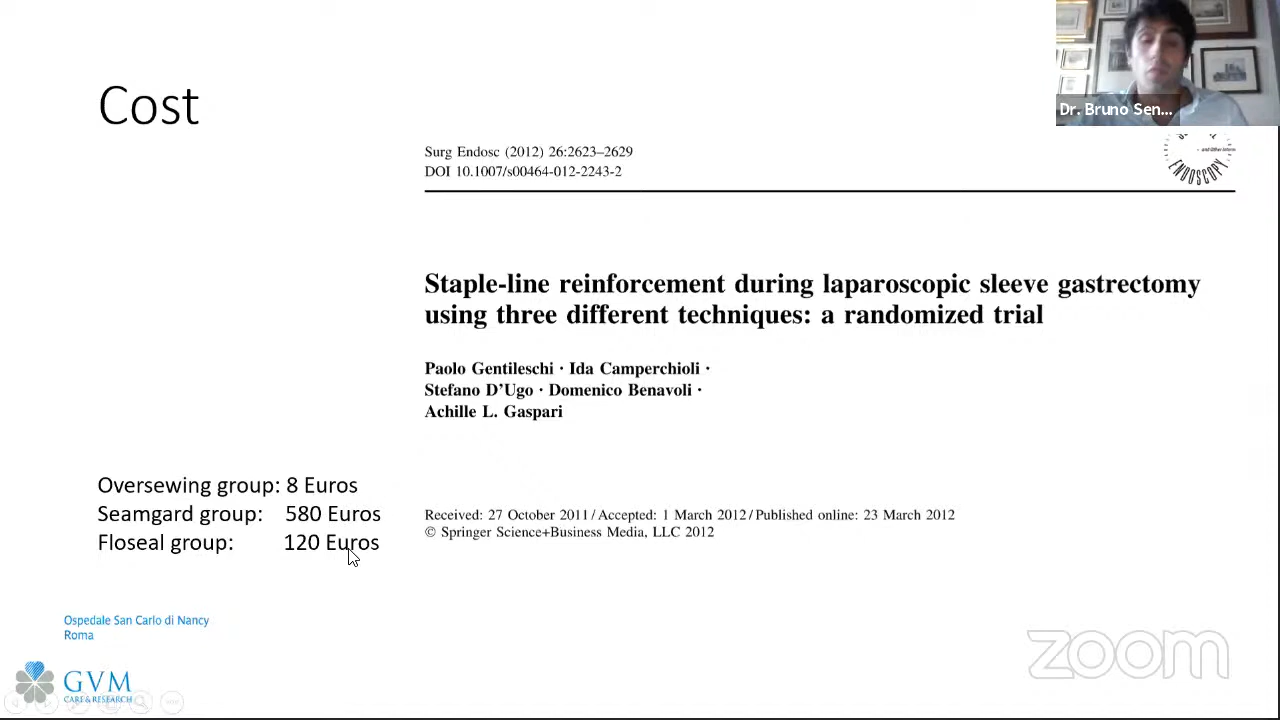 Dr. Bruno Sen...
Cost
Surg Endosc (2012) 26:2623–2629
DOI 10.1007/s00464-012-2243-2
and Other Interv
ENDOSCOPY
Staple-line reinforcement during laparoscopic sleeve gastrectomy
using three different techniques: a randomized trial
Paolo Gentileschi · Ida Camperchioli ·
Stefano D'Ugo · Domenico Benavoli ·
Achille L. Gaspari
Oversewing group: 8 Euros
Seamgard group: 580 Euros
Floseal group: 120 Euros
Received: 27 October 2011 / Accepted: 1 March 2012 / Published online: 23 March 2012
© Springer Science+Business Media, LLC 2012
Ospedale San Carlo di Nancy
Roma
GVM
CARE & RESEARCH
zoom